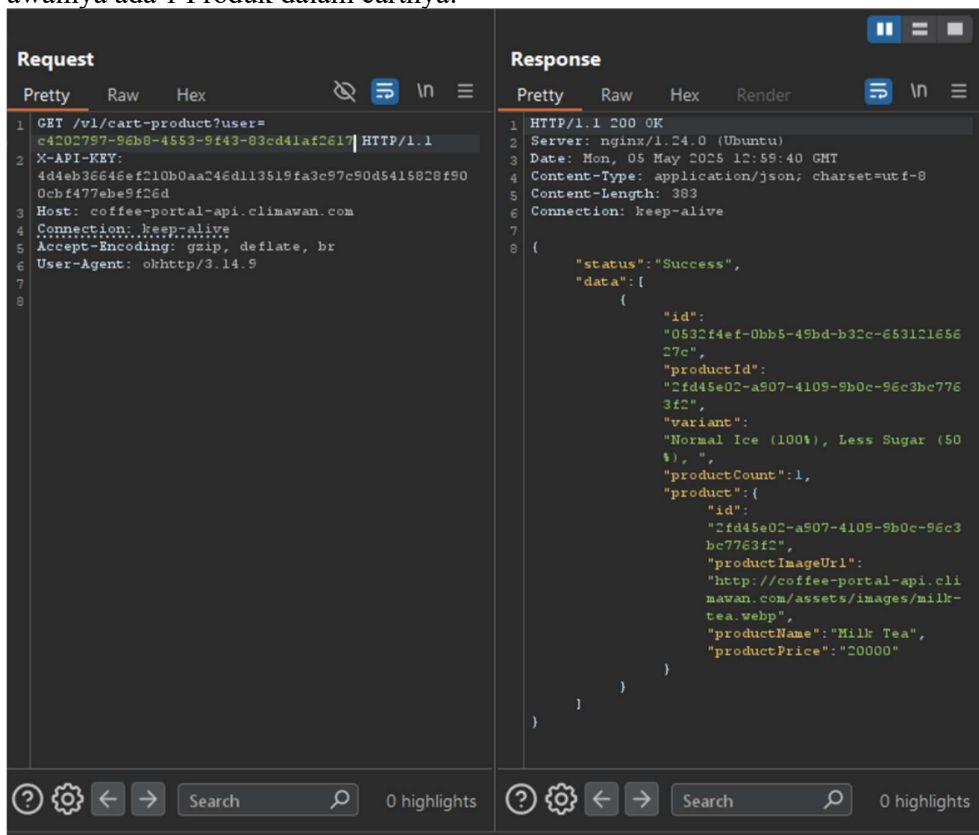 awalnya ada 1 Produk dalam cartnya.
Request
Pretty Raw Hex \n
1 GET /v1/cart-product?user=
c4202797-96b8-4553-9f43-83cd41af2617 HTTP/1.1
2 X-API-KEY:
4d4eb36646ef210b0aa246d113519fa3c97c90d5415828f90
0cbf477ebe9f26d
3 Host: coffee-portal-api.climawan.com
4 Connection: keep-alive
5 Accept-Encoding: gzip, deflate, br
6 User-Agent: okhttp/3.14.9
7
8
Search 0 highlights
Response
Pretty Raw Hex Render \n
1 HTTP/1.1 200 OK
2 Server: nginx/1.24.0 (Ubuntu)
3 Date: Mon, 05 May 2025 12:59:40 GMT
4 Content-Type: application/json; charset=utf-8
5 Content-Length: 383
6 Connection: keep-alive
7
8 {
"status":"Success",
"data":[
{
"id":
"0532f4ef-0bb5-49bd-b32c-653121656
27c",
"productId":
"2fd45e02-a907-4109-9b0c-96c3bc776
3f2",
"variant":
"Normal Ice (100%), Less Sugar (50
%), ",
"productCount":1,
"product":{
"id":
"2fd45e02-a907-4109-9b0c-96c3
bc7763f2",
"productImageUrl":
"http://coffee-portal-api.cli
mawan.com/assets/images/milk-
tea.webp",
"productName":"Milk Tea",
"productPrice":"20000"
}
}
]
}
Search 0 highlights